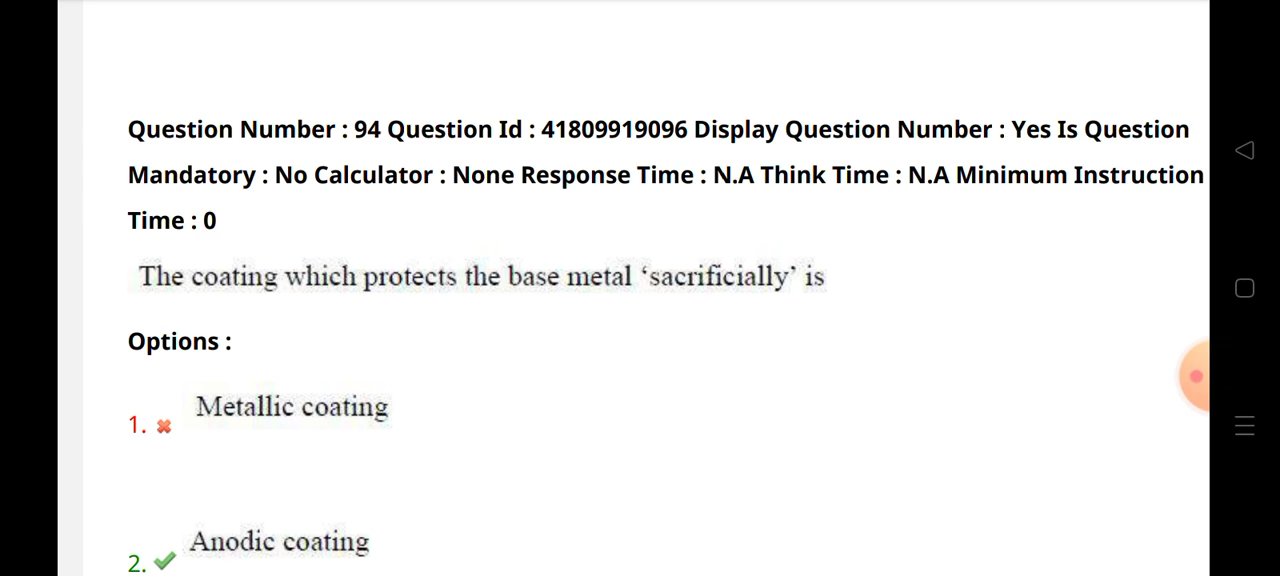 Question Number : 94 Question Id : 41809919096 Display Question Number : Yes Is Question
Mandatory : No Calculator : None Response Time : N.A Think Time : N.A Minimum Instruction
Time : 0
The coating which protects the base metal ‘sacrificially’ is
Options :
1. Metallic coating
2. Anodic coating